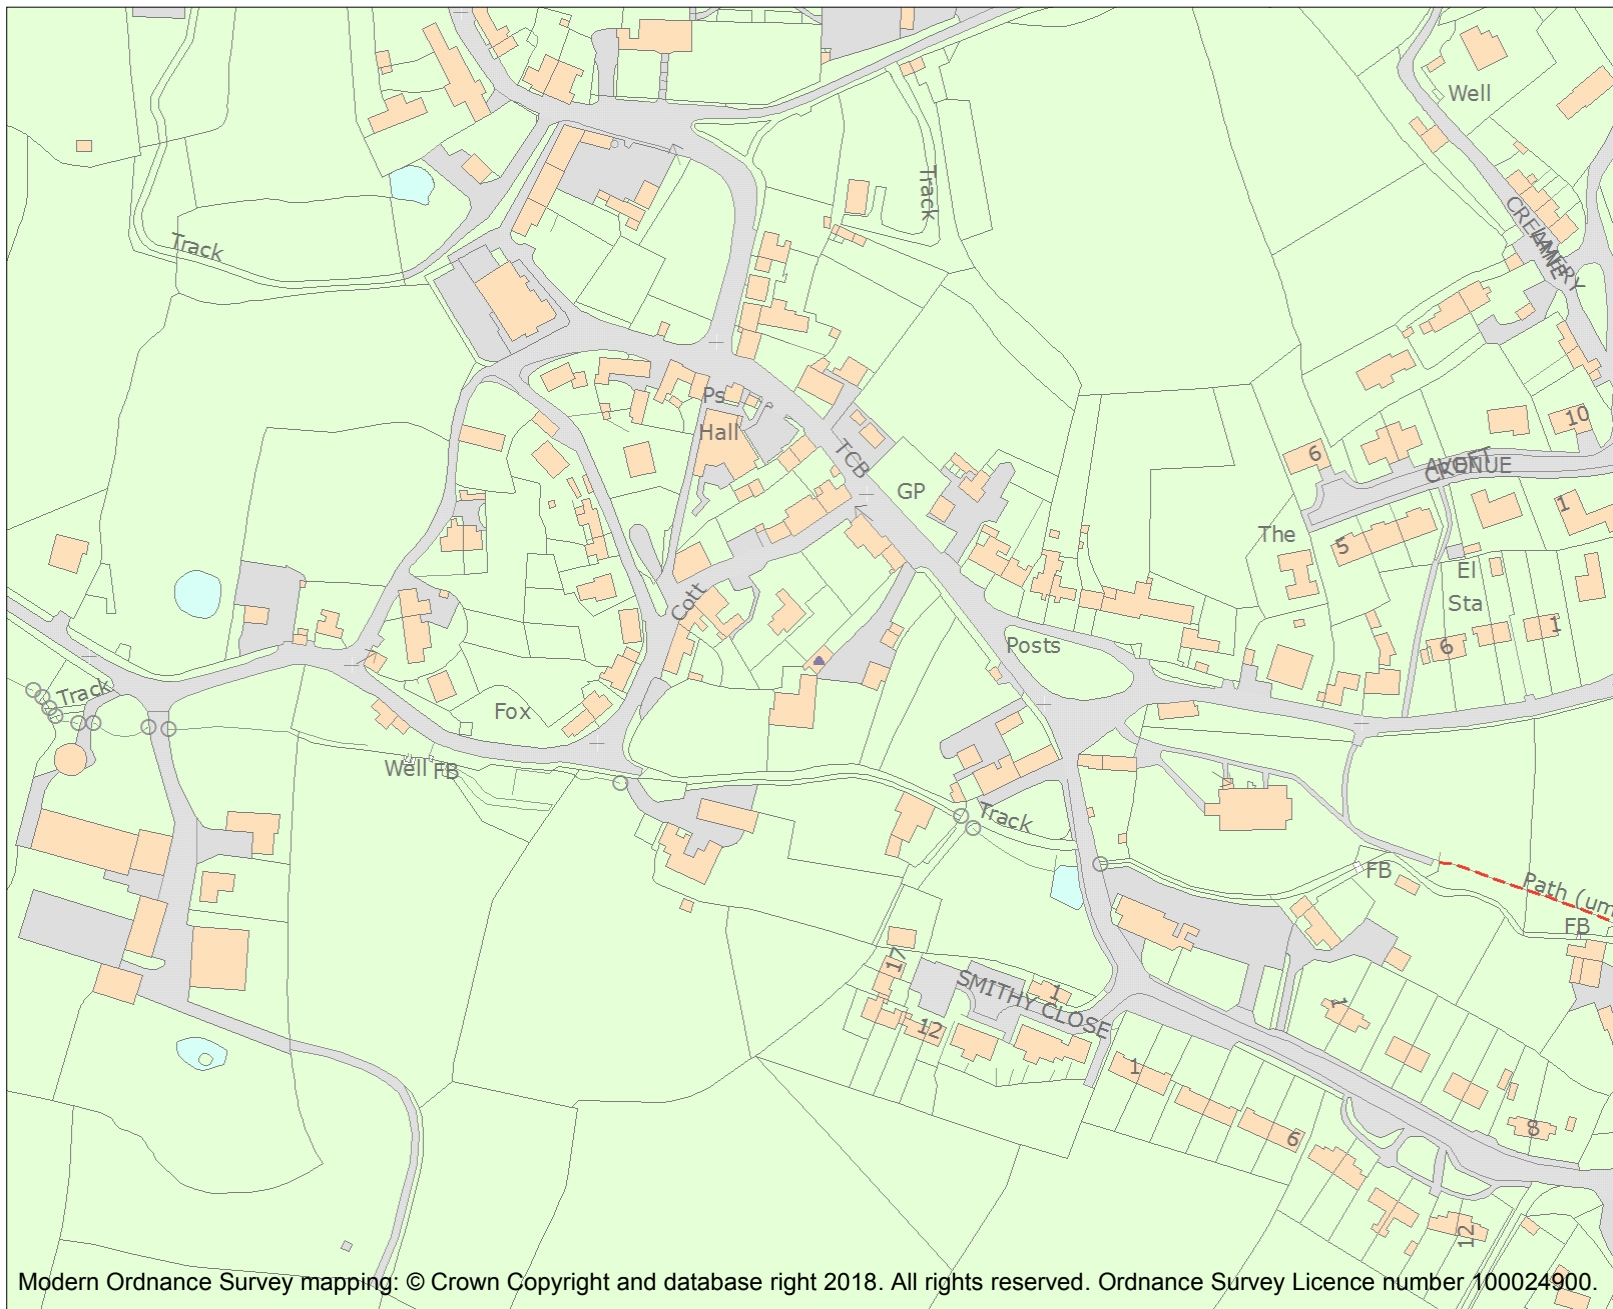 Well
Track
Track
CREAMERY
LANE
Ps
Hall
TCB
GP
10
6
CROFT
AVENUE
1
The
5
El
Sta
Cott
Posts
6
1
Track
Fox
Well
FB
Track
FB
Path (um
FB
17
SMITHY CLOSE
1
12
1
1
6
8
12
Modern Ordnance Survey mapping: © Crown Copyright and database right 2018. All rights reserved. Ordnance Survey Licence number 100024900.